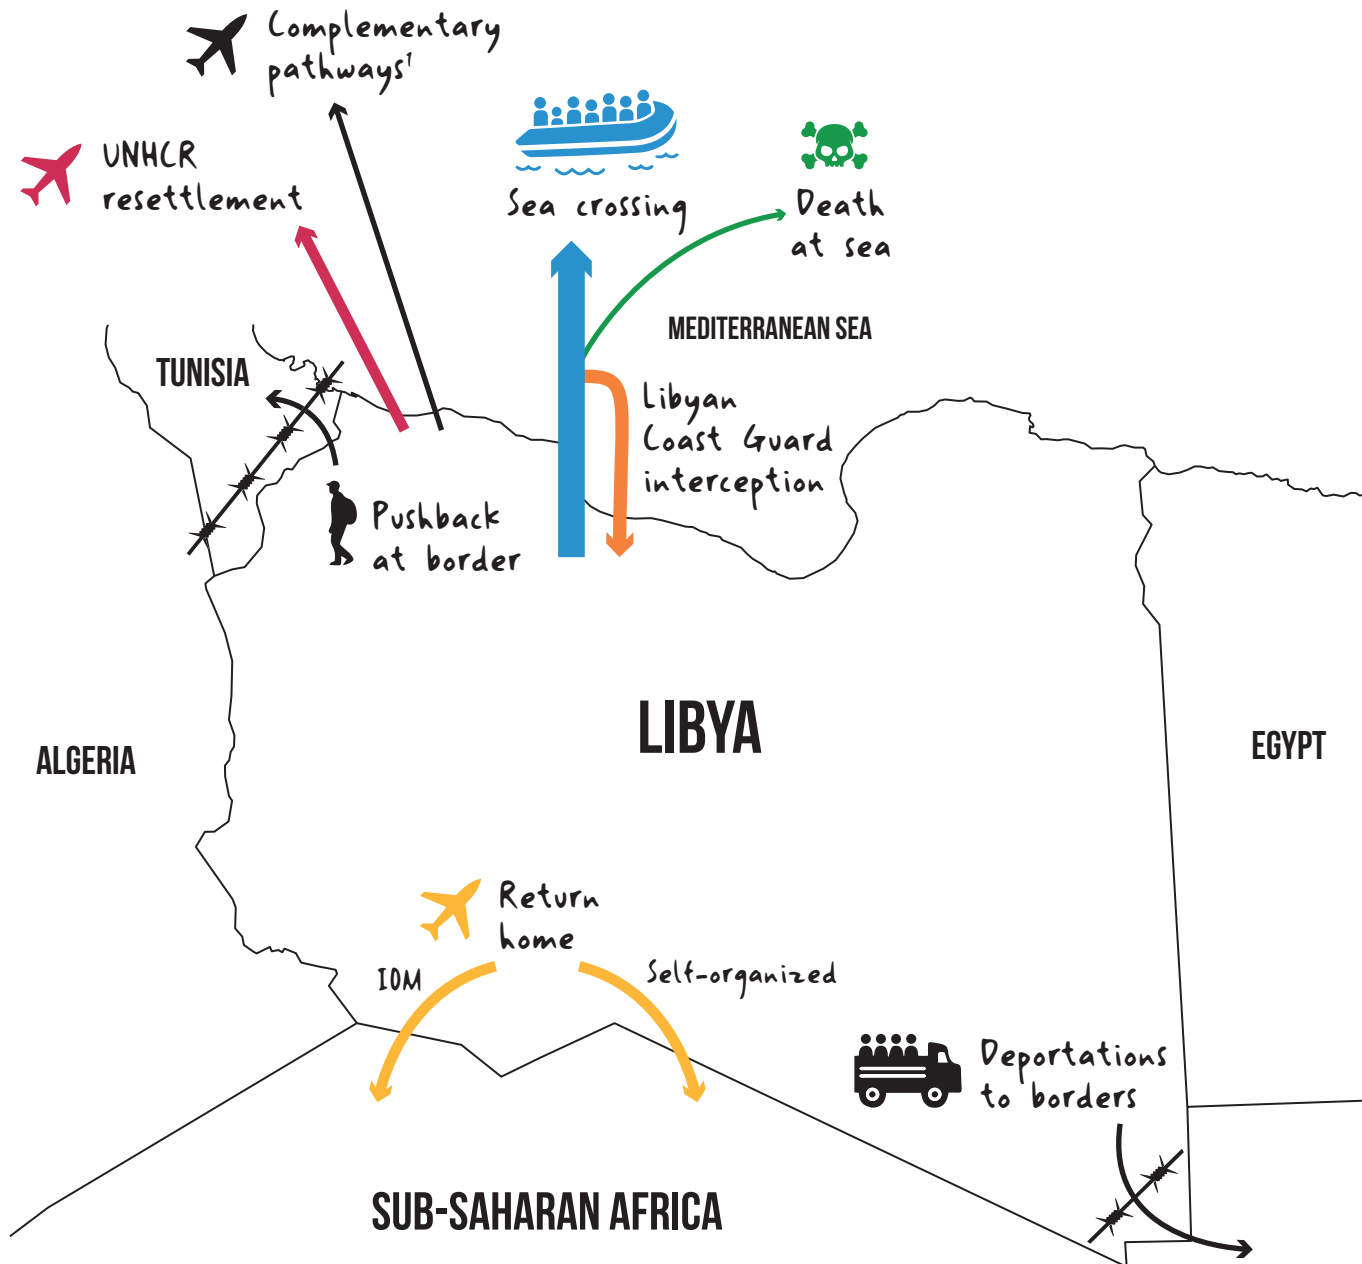 Complementary
pathways¹
UNHCR
resettlement
Sea crossing
Death
at sea
MEDITERRANEAN SEA
TUNISIA
Libyan
Coast Guard
interception
Pushback
at border
LIBYA
ALGERIA
EGYPT
Return
home
IOM
Self-organized
Deportations
to borders
SUB-SAHARAN AFRICA